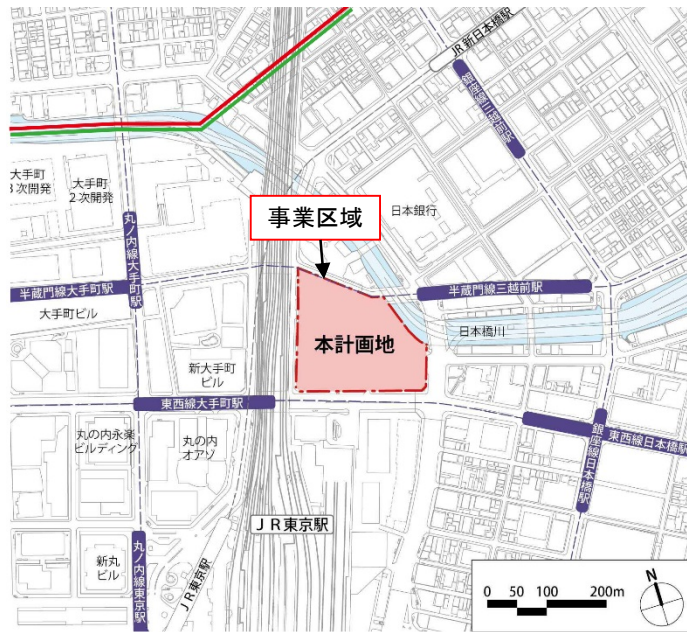 JR新日本橋駅
銀座線三越前駅
大手町
3次開発
大手町
2次開発
丸ノ内線大手町駅
事業区域
日本銀行
半蔵門線大手町駅
半蔵門線三越前駅
大手町ビル
本計画地
日本橋川
新大手町
ビル
東西線大手町駅
東西線日本橋駅
丸の内永楽
ビルディング
丸の内
オアゾ
銀座線日本橋駅
JR東京駅
新丸
ビル
丸ノ内線東京駅
JR東京駅
0 50 100 200m
N